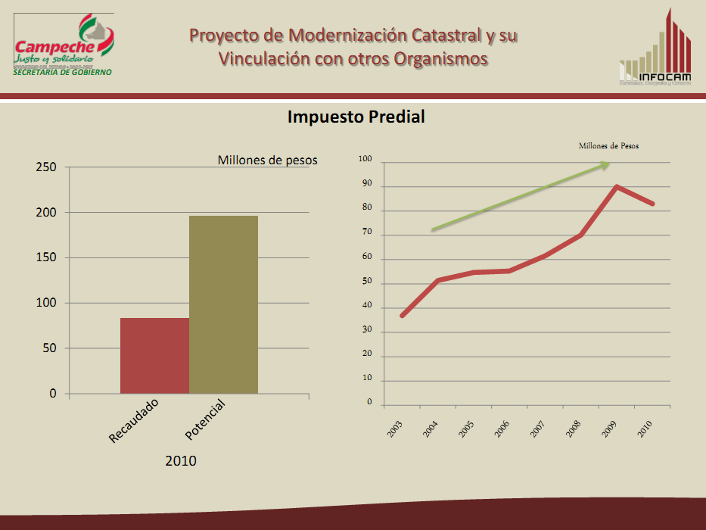 Campeche
Justo y solidario
SECRETARÍA DE GOBIERNO
Proyecto de Modernización Catastral y su
Vinculación con otros Organismos
INFOCAM
Impuesto Predial
Millones de pesos
250
200
150
100
50
0
Recaudado
Potencial
2010
Millones de Pesos
100
90
80
70
60
50
40
30
20
10
0
2003
2004
2005
2006
2007
2008
2009
2010